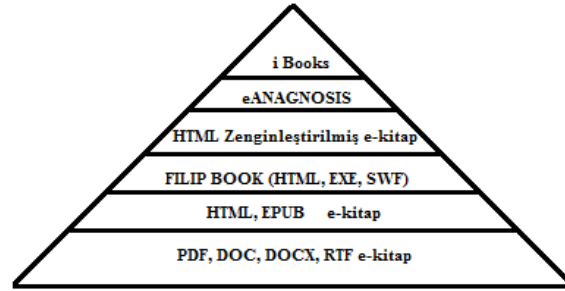 i Books
eANAGNOSIS
HTML Zenginleştirilmiş e-kitap
FILIP BOOK (HTML, EXE, SWF)
HTML, EPUB e-kitap
PDF, DOC, DOCX, RTF e-kitap